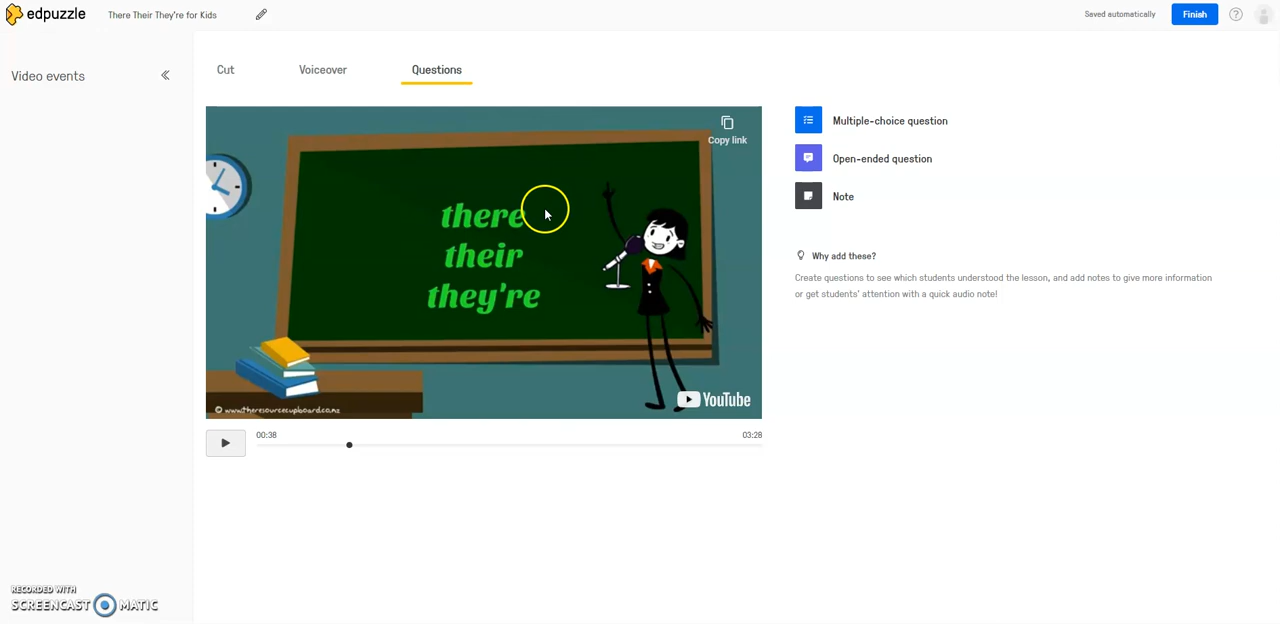 edpuzzle
There Their They're for Kids
Saved automatically
Finish
?
Video events
Cut
Voiceover
Questions
Copy link
there
their
they're
© www.theresourcecupboard.co.nz
YouTube
00:38
03:28
Multiple-choice question
Open-ended question
Note
Why add these?
Create questions to see which students understood the lesson, and add notes to give more information
or get students' attention with a quick audio note!
RECORDED WITH
SCREENCAST MATIC